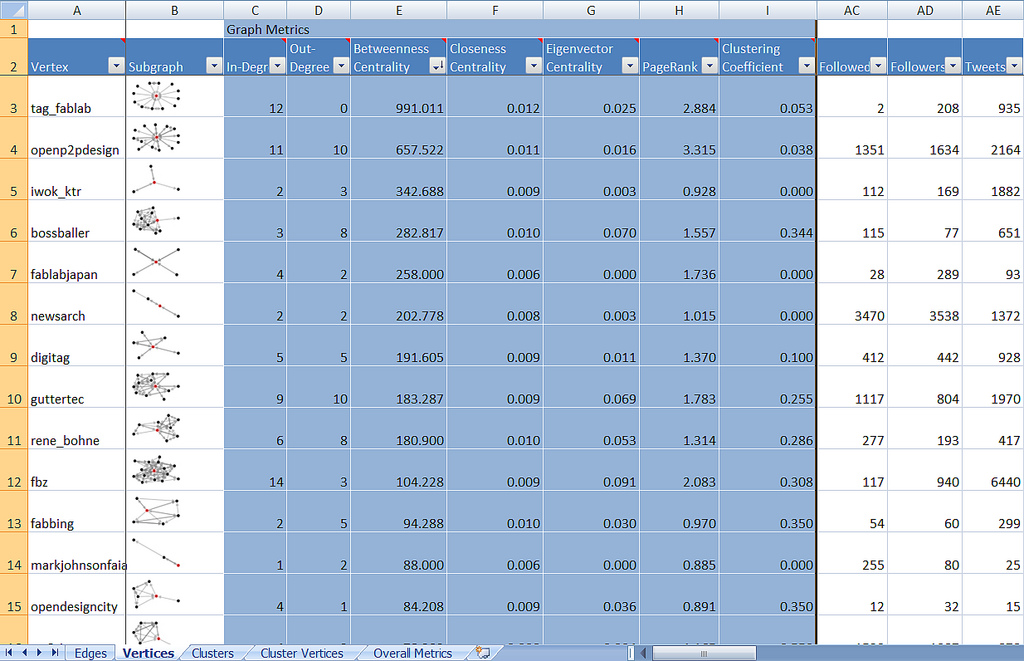 A B C D E F G H I AC AD AE
1 Graph Metrics
2 Vertex Subgraph In-Degr Out-Degree Betweenness Centrality Closeness Centrality Eigenvector Centrality PageRank Clustering Coefficient Followed Followers Tweets
3 tag_fablab 12 0 991.011 0.012 0.025 2.884 0.053 2 208 935
4 openp2pdesign 11 10 657.522 0.011 0.016 3.315 0.038 1351 1634 2164
5 iwok_ktr 2 3 342.688 0.009 0.003 0.928 0.000 112 169 1882
6 bossballer 3 8 282.817 0.010 0.070 1.557 0.344 115 77 651
7 fablabjapan 4 2 258.000 0.006 0.000 1.736 0.000 28 289 93
8 newsarch 2 2 202.778 0.008 0.003 1.015 0.000 3470 3538 1372
9 digitag 5 5 191.605 0.009 0.011 1.370 0.100 412 442 928
10 guttertec 9 10 183.287 0.009 0.069 1.783 0.255 1117 804 1970
11 rene_bohne 6 8 180.900 0.010 0.053 1.314 0.286 277 193 417
12 fbz 14 3 104.228 0.009 0.091 2.083 0.308 117 940 6440
13 fabbing 2 5 94.288 0.010 0.030 0.970 0.350 54 60 299
14 markjohnsonfaia 1 2 88.000 0.006 0.000 0.885 0.000 255 80 25
15 opendesigncity 4 1 84.208 0.009 0.036 0.891 0.350 12 32 15
Edges Vertices Clusters Cluster Vertices Overall Metrics